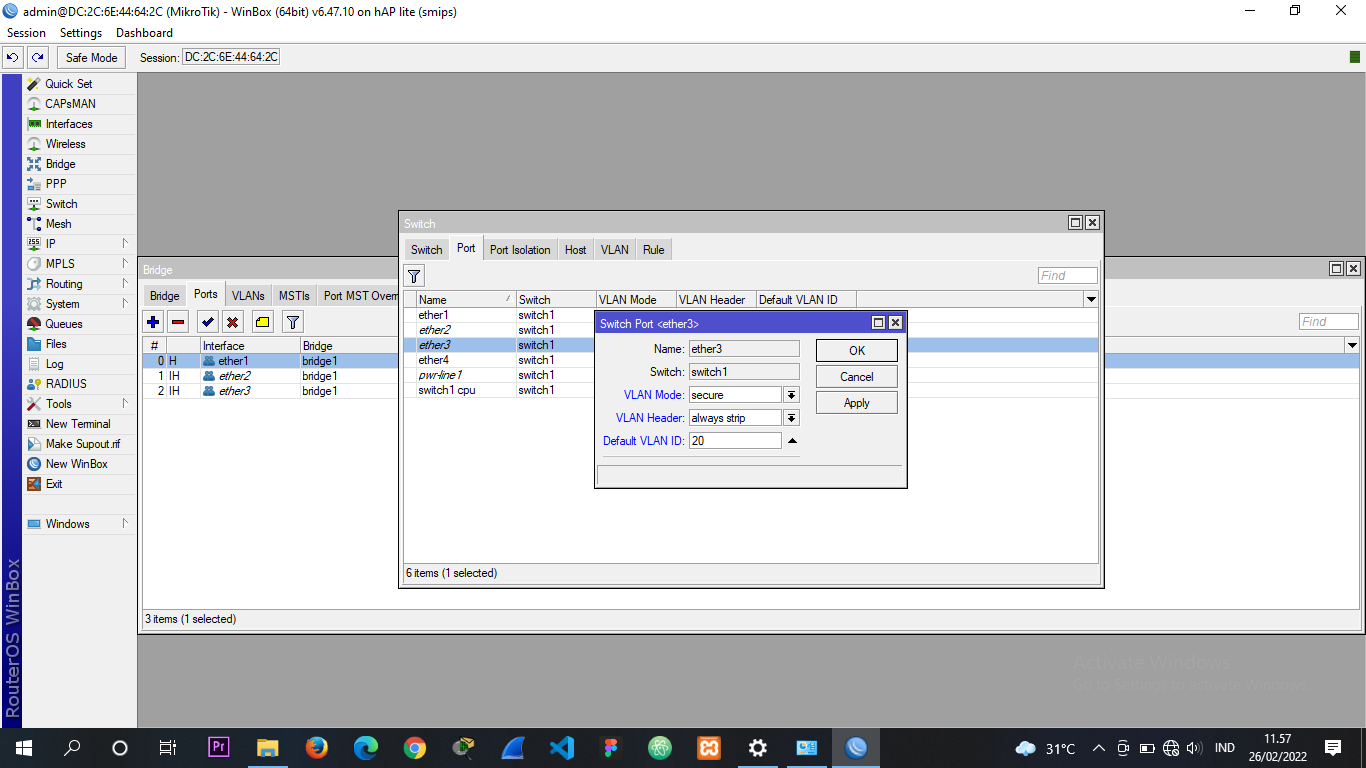 admin@DC:2C:6E:44:64:2C (MikroTik) - WinBox (64bit) v6.47.10 on hAP lite (smips)
Session Settings Dashboard
Safe Mode Session: DC:2C:6E:44:64:2C
Quick Set
CAPsMAN
Interfaces
Wireless
Bridge
PPP
Switch
Mesh
IP
MPLS
Routing
System
Queues
Files
Log
RADIUS
Tools
New Terminal
Make Supout.rif
New WinBox
Exit
Windows
RouterOS WinBox
Bridge
Bridge Ports VLANs MSTIs Port MST Overr
Find
# Interface Bridge
0 H ether1 bridge1
1 IH ether2 bridge1
2 IH ether3 bridge1
3 items (1 selected)
Switch
Switch Port Port Isolation Host VLAN Rule
Find
Name Switch VLAN Mode VLAN Header Default VLAN ID
ether1 switch1
ether2 switch1
ether3 switch1
ether4 switch1
pwr-line1 switch1
switch1 cpu switch1
6 items (1 selected)
Switch Port <ether3>
Name: ether3
Switch: switch1
VLAN Mode: secure
VLAN Header: always strip
Default VLAN ID: 20
OK
Cancel
Apply
Activate Windows
Go to Settings to activate Windows.
Pr
31°C
IND
11.57
26/02/2022